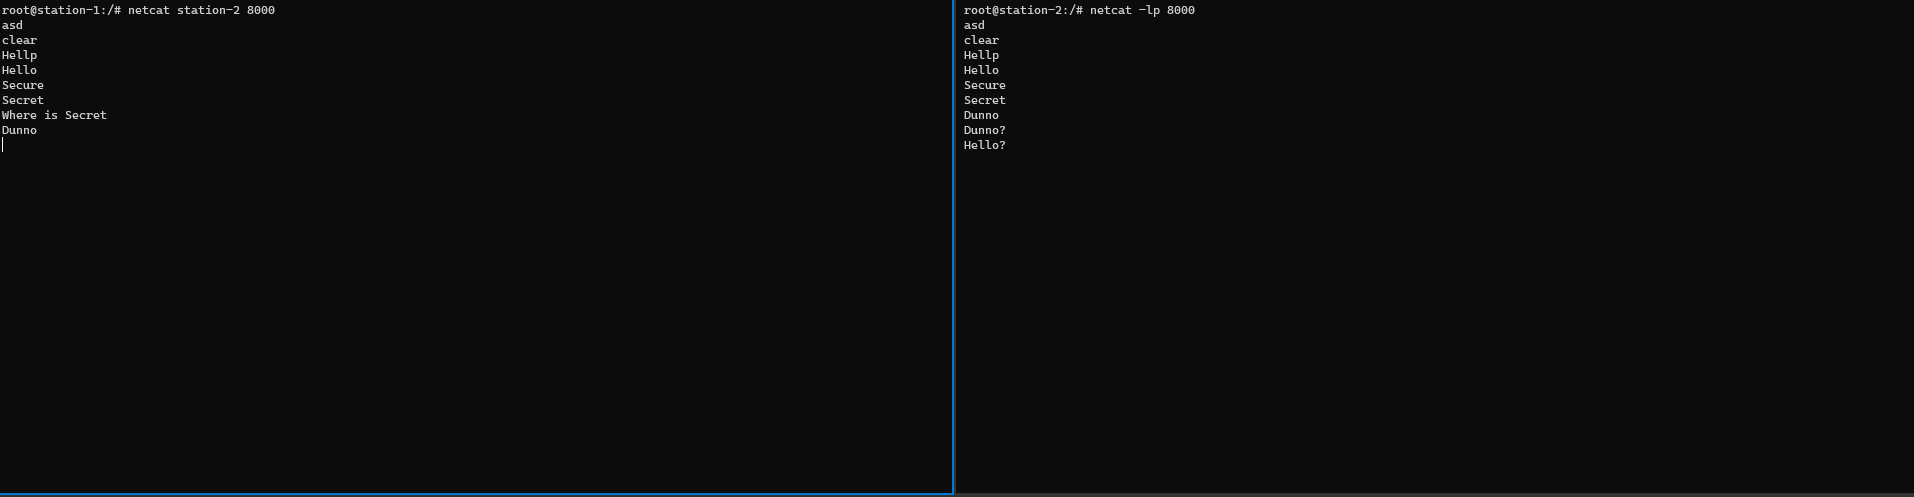 root@station-1:/# netcat station-2 8000
asd
clear
Hellp
Hello
Secure
Secret
Where is Secret
Dunno
root@station-2:/# netcat -lp 8000
asd
clear
Hellp
Hello
Secure
Secret
Dunno
Dunno?
Hello?